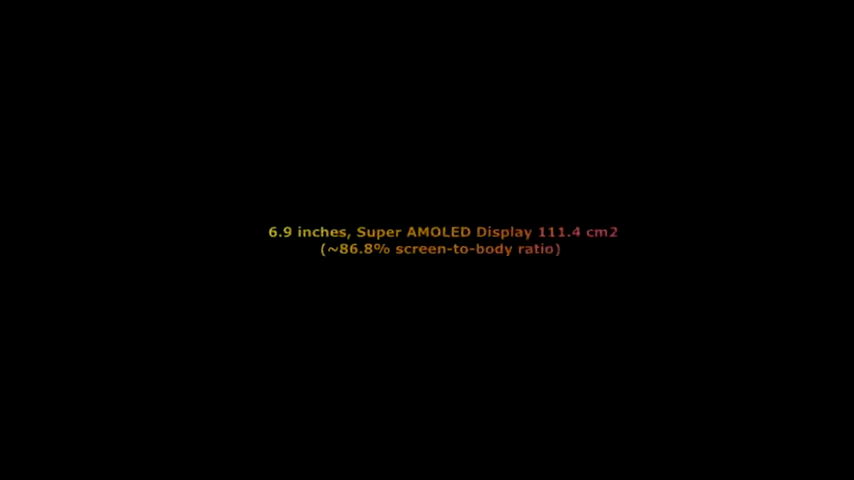 6.9 inches, Super AMOLED Display 111.4 cm2
(~86.8% screen-to-body ratio)